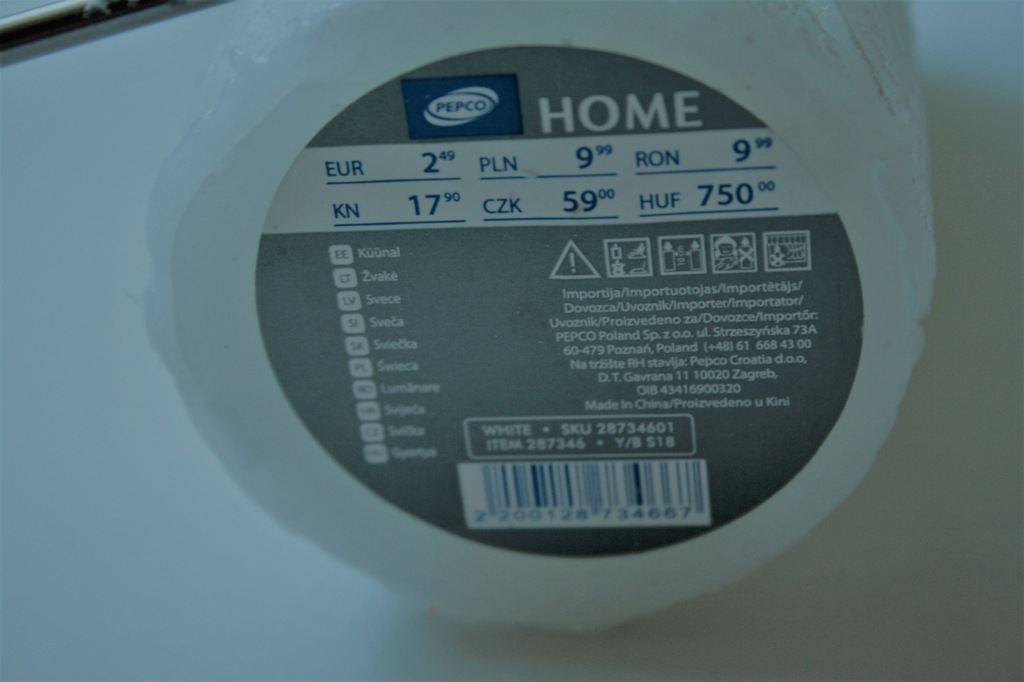 PEPCO HOME
EUR 2 49 PLN 9 99 RON 9 99
KN 17 90 CZK 59 00 HUF 750 00
EE Küünal
LT Žvakė
LV Svece
SI Sveča
SK Sviečka
PL Świeca
RO Lumânare
HR Svijeća
CZ Svíčka
HU Gyertya
Importija/Importuotojas/Importētājs/
Dovozca/Uvoznik/Importer/Importator/
Uvoznik/Proizvedeno za/Dovozce/Importőr:
PEPCO Poland Sp. z o.o. ul. Strzeszyńska 73A
60-479 Poznań, Poland (+48) 61 668 43 00
Na tržište RH stavlja: Pepco Croatia d.o.o,
D. T. Gavrana 11 10020 Zagreb,
OIB 43416900320
Made In China/Proizvedeno u Kini
WHITE • SKU 28734601
ITEM 287346 • Y/B S18
2 200128 734667